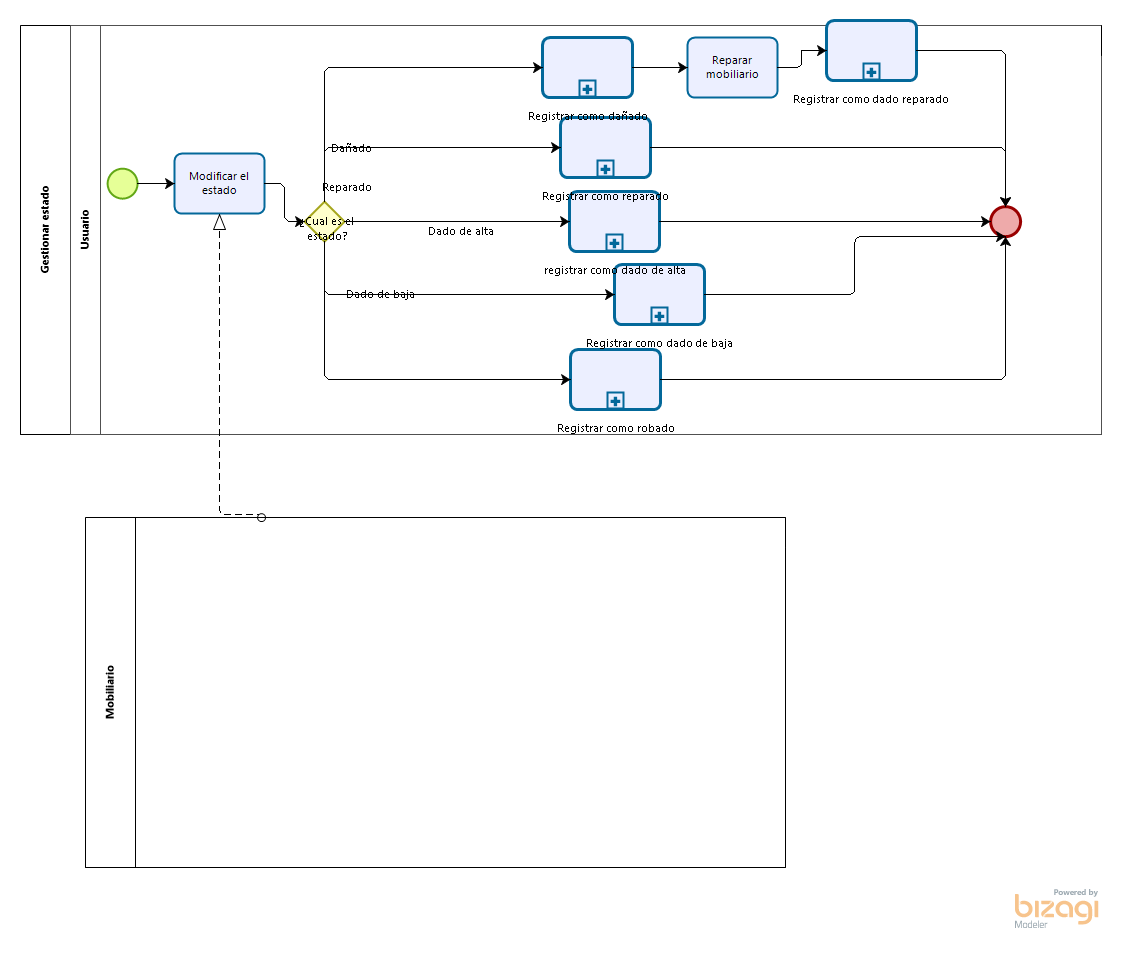 Gestionar estado
Usuario
Modificar el
estado
¿Cual es el
estado?
Dañado
Reparado
Dado de alta
Dado de baja
Registrar como dañado
Reparar
mobiliario
Registrar como dado reparado
Registrar como reparado
registrar como dado de alta
Registrar como dado de baja
Registrar como robado
Mobiliario
Powered by
bizagi
Modeler